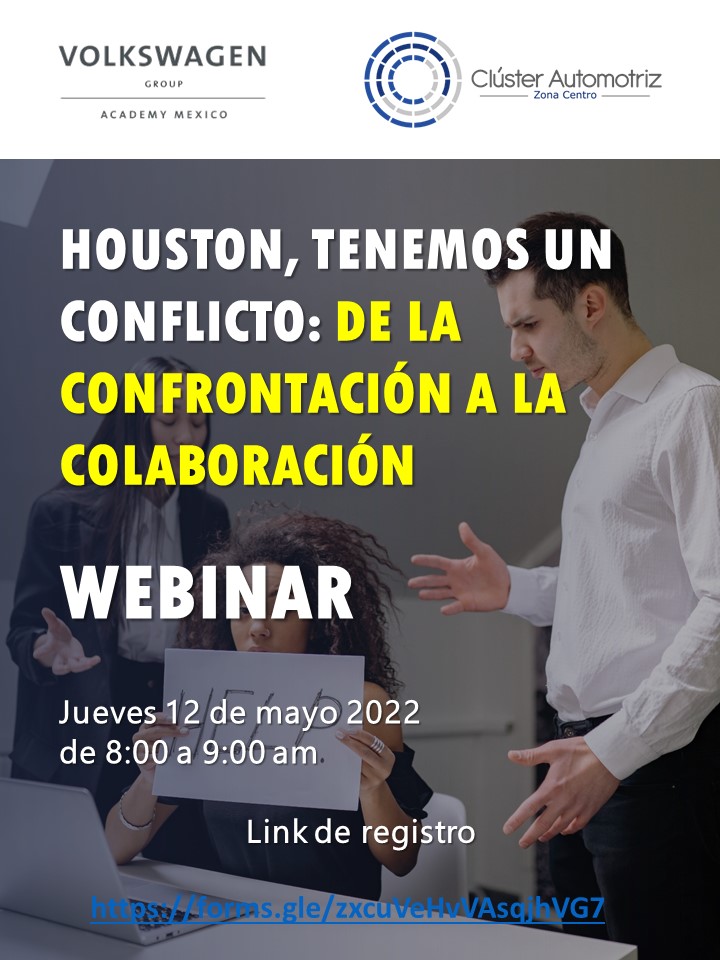 VOLKSWAGEN
GROUP
ACADEMY MEXICO
Clúster Automotriz
Zona Centro
HOUSTON, TENEMOS UN
CONFLICTO: DE LA
CONFRONTACIÓN A LA
COLABORACIÓN
WEBINAR
HELP
Jueves 12 de mayo 2022
de 8:00 a 9:00 am
Link de registro
https://forms.gle/zxcuVeHvVAsqjhVG7